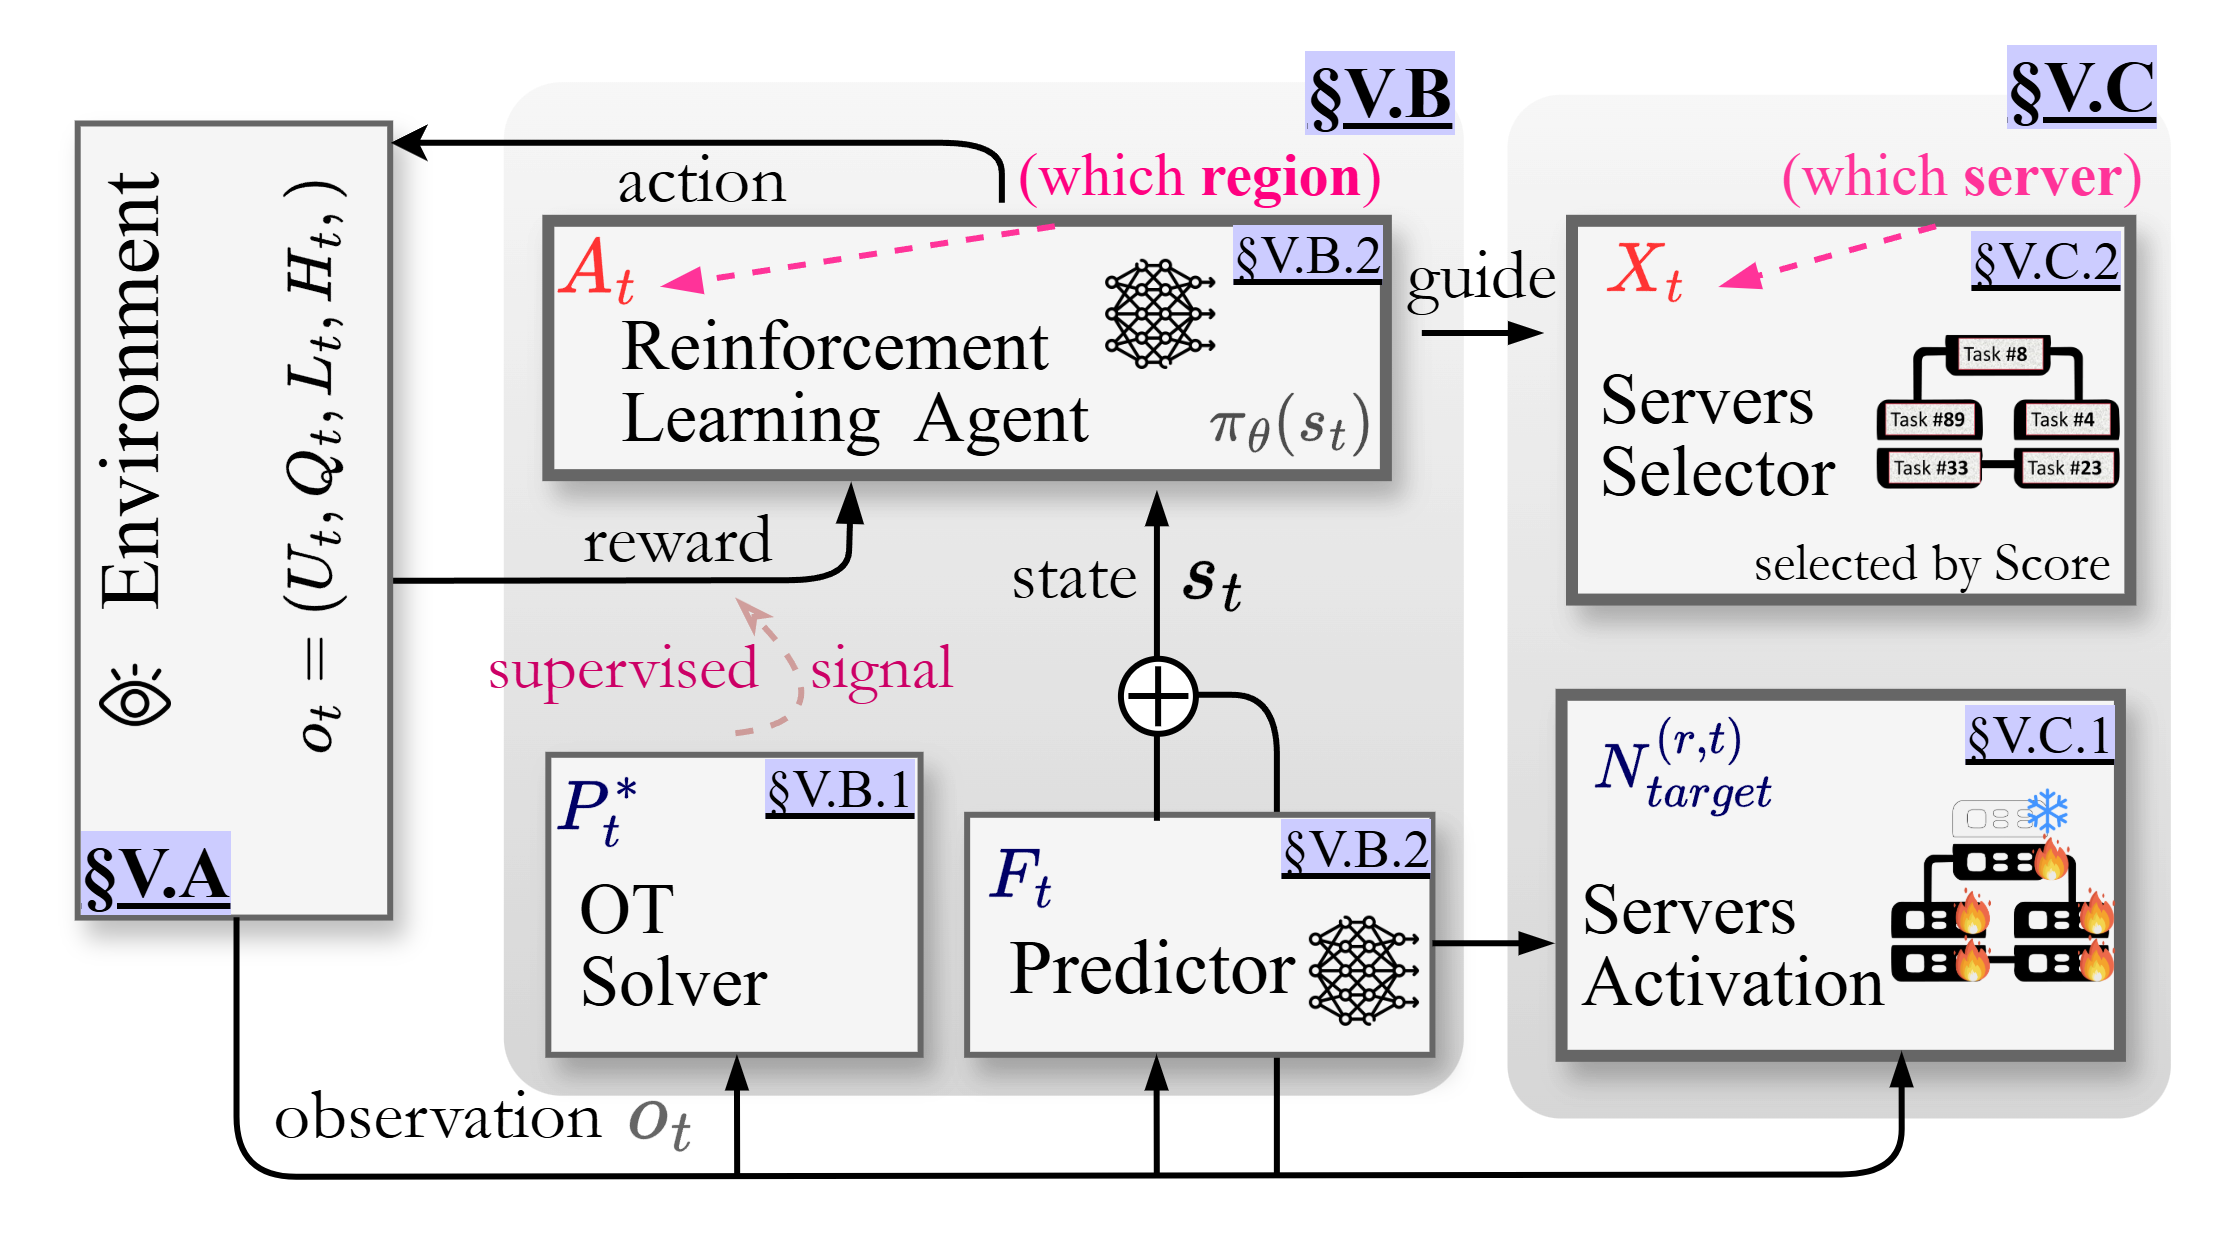 §V.B
§V.C
Environment
o_t = (U_t, Q_t, L_t, H_t, )
§V.A
action
(which region)
A_t
§V.B.2
Reinforcement
Learning Agent
π_θ(s_t)
guide
(which server)
X_t
§V.C.2
Servers
Selector
Task #8
Task #89
Task #4
Task #33
Task #23
selected by Score
reward
state s_t
supervised signal
P_t^*
§V.B.1
OT
Solver
F_t
§V.B.2
Predictor
N_{target}^{(r,t)}
§V.C.1
Servers
Activation
observation o_t